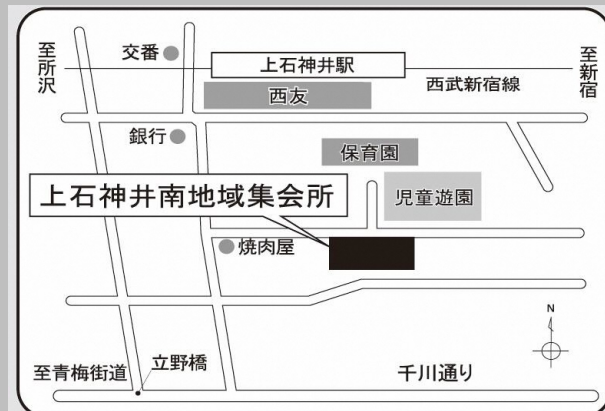 至所沢
交番
上石神井駅
至新宿
西友
西武新宿線
銀行
保育園
上石神井南地域集会所
児童遊園
焼肉屋
N
至青梅街道
立野橋
千川通り